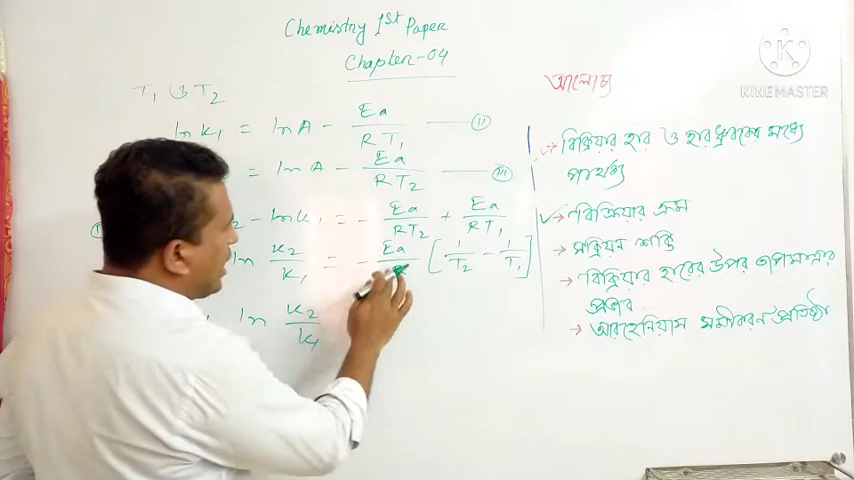 Chemistry 1st Paper
Chapter-04
T₁ ও T₂
ln k₁ = ln A - Ea / RT₁ — (ii)
= ln A - Ea / RT₂ — (iii)
- ln k₁ = - Ea / RT₂ + Ea / RT₁
ln k₂ / k₁ = - Ea / R [ 1 / T₂ - 1 / T₁ ]
ln k₂ / k₁
আলোচ্য
→ বিক্রিয়ার হার ও হার ধ্রুবকের মধ্যে
পার্থক্য
→ বিক্রিয়ার ক্রম
→ সক্রিয়ন শক্তি
→ বিক্রিয়ার হারের উপর তাপমাত্রার
প্রভাব
→ আরহেনিয়াস সমীকরণ প্রতিষ্ঠা
K
KINEMASTER